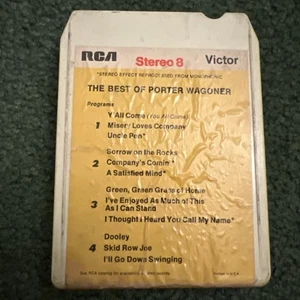 RCA Stereo 8 Victor
*STEREO EFFECT REPROCESSED FROM MONOPHONIC
THE BEST OF PORTER WAGONER
Programs
Y'All Come (You All Come)
1 Misery Loves Company
Uncle Pen*
Sorrow on the Rocks
2 Company's Comin'*
A Satisfied Mind*
Green, Green Grass of Home
3 I've Enjoyed As Much of This
As I Can Stand
I Thought I Heard You Call My Name*
Dooley
4 Skid Row Joe
I'll Go Down Swinging